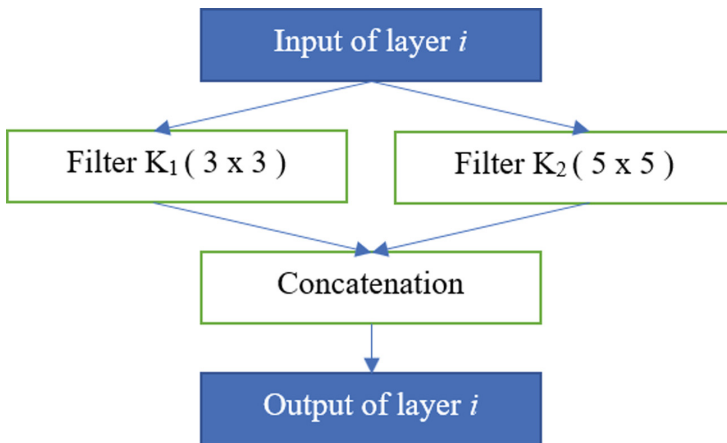 Input of layer i
Filter K₁ ( 3 x 3 )
Filter K₂ ( 5 x 5 )
Concatenation
Output of layer i